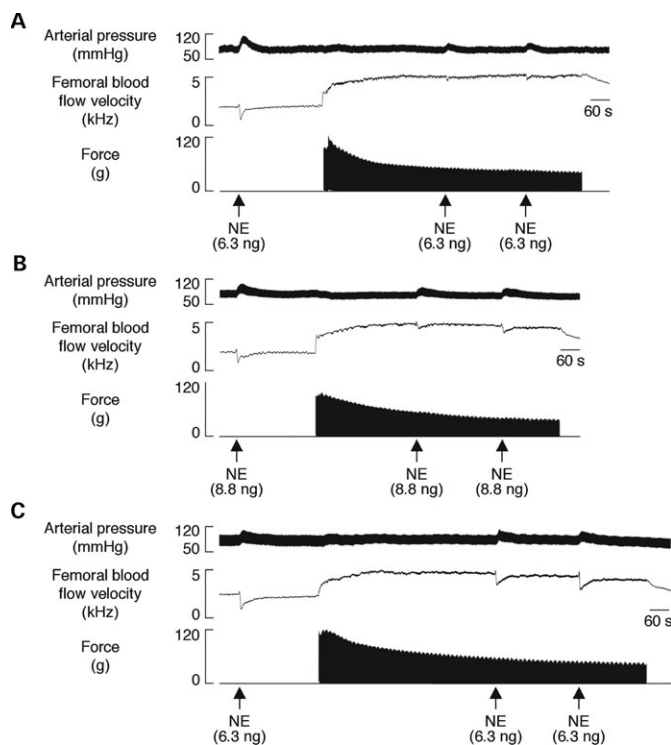 A
Arterial pressure
(mmHg)
120
50
Femoral blood
flow velocity
(kHz)
5
0
60 s
Force
(g)
120
0
NE
(6.3 ng)
NE
(6.3 ng)
NE
(6.3 ng)
B
Arterial pressure
(mmHg)
120
50
Femoral blood
flow velocity
(kHz)
5
0
60 s
Force
(g)
120
0
NE
(8.8 ng)
NE
(8.8 ng)
NE
(8.8 ng)
C
Arterial pressure
(mmHg)
120
50
Femoral blood
flow velocity
(kHz)
5
0
60 s
Force
(g)
120
0
NE
(6.3 ng)
NE
(6.3 ng)
NE
(6.3 ng)